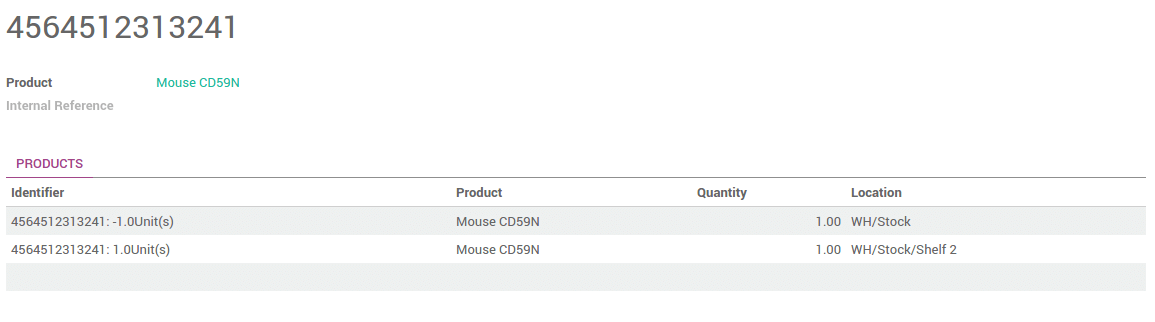 4564512313241
Product Mouse CD59N
Internal Reference
PRODUCTS
Identifier Product Quantity Location
4564512313241: -1.0Unit(s) Mouse CD59N 1.00 WH/Stock
4564512313241: 1.0Unit(s) Mouse CD59N 1.00 WH/Stock/Shelf 2